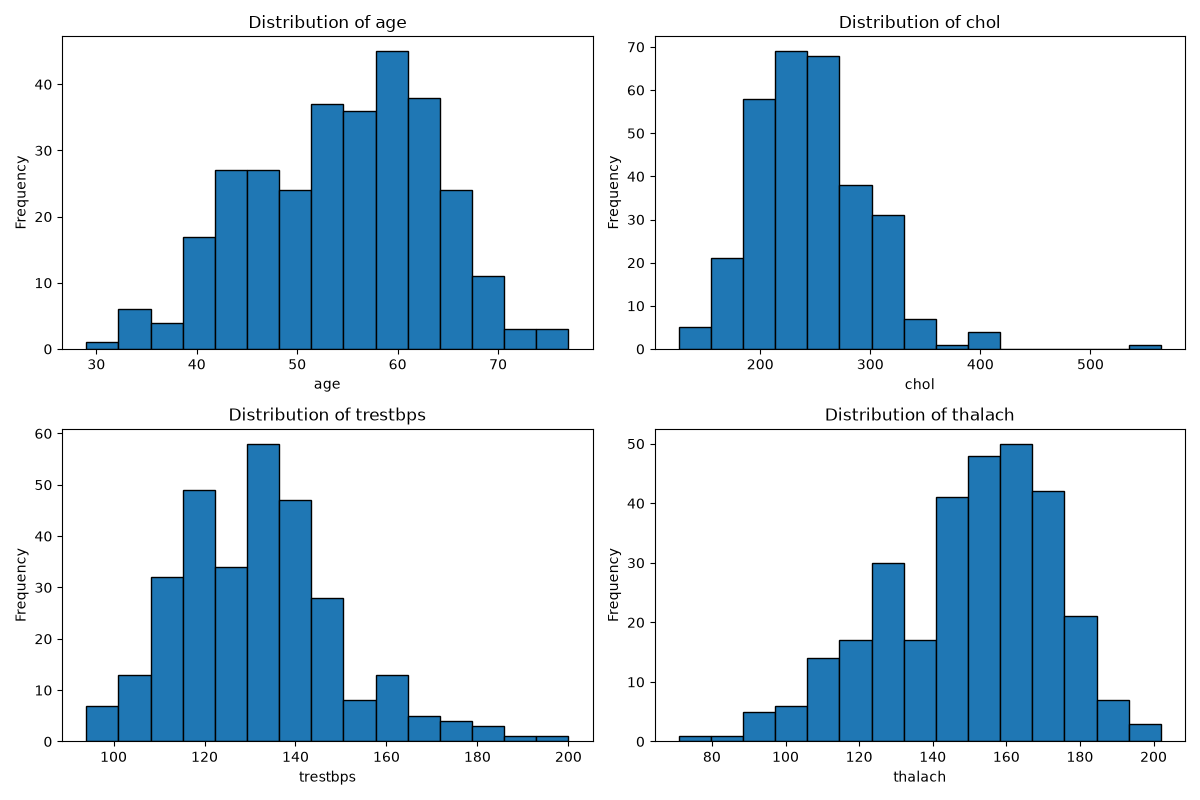 Distribution of age
Frequency
40
30
20
10
0
30 40 50 60 70
age
Distribution of chol
Frequency
70
60
50
40
30
20
10
0
200 300 400 500
chol
Distribution of trestbps
Frequency
60
50
40
30
20
10
0
100 120 140 160 180 200
trestbps
Distribution of thalach
Frequency
50
40
30
20
10
0
80 100 120 140 160 180 200
thalach